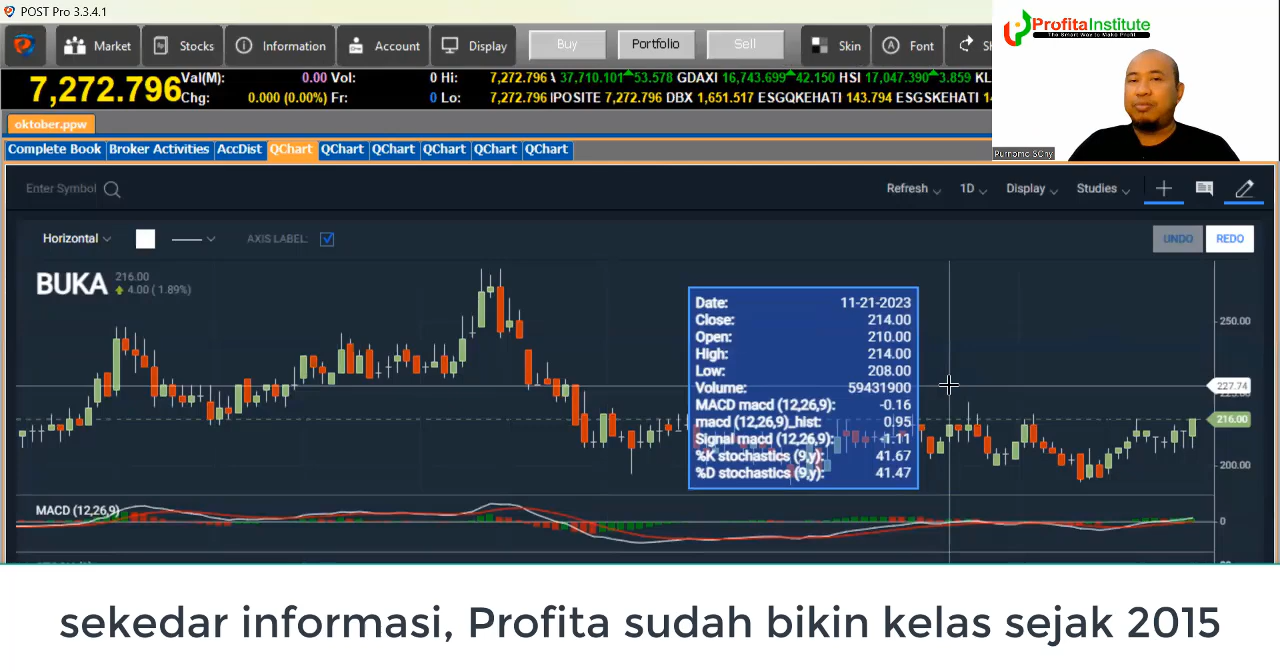 POST Pro 3.3.4.1
Market Stocks Information Account Display Buy Portfolio Sell Skin Font
ProfitaInstitute
The Smart Way to Make Profit
7,272.796 Val(M): 0.00 Vol: 0 Hi: 7,272.796 37,710.101 53.578 GDAXI 16,743.699 42.150 HSI 17,047.390 3.859
Chg: 0.000 (0.00%) Fr: 0 Lo: 7,272.796 IPOSITE 7,272.796 DBX 1,651.517 ESGQKEHATI 143.794 ESGSKEHATI
oktober.ppw
Complete Book Broker Activities AccDist QChart QChart QChart QChart QChart QChart
Enter Symbol Refresh 1D Display Studies
Horizontal AXIS LABEL: UNDO REDO
BUKA 216.00
4.00 ( 1.89%)
Date: 11-21-2023
Close: 214.00
Open: 210.00
High: 214.00
Low: 208.00
Volume: 59431900
MACD macd (12,26,9): -0.16
macd (12,26,9)_hist: 0.95
Signal macd (12,26,9): -1.11
%K stochastics (9,y): 41.67
%D stochastics (9,y): 41.47
250.00
227.74
216.00
200.00
MACD (12,26,9)
0
sekedar informasi, Profita sudah bikin kelas sejak 2015